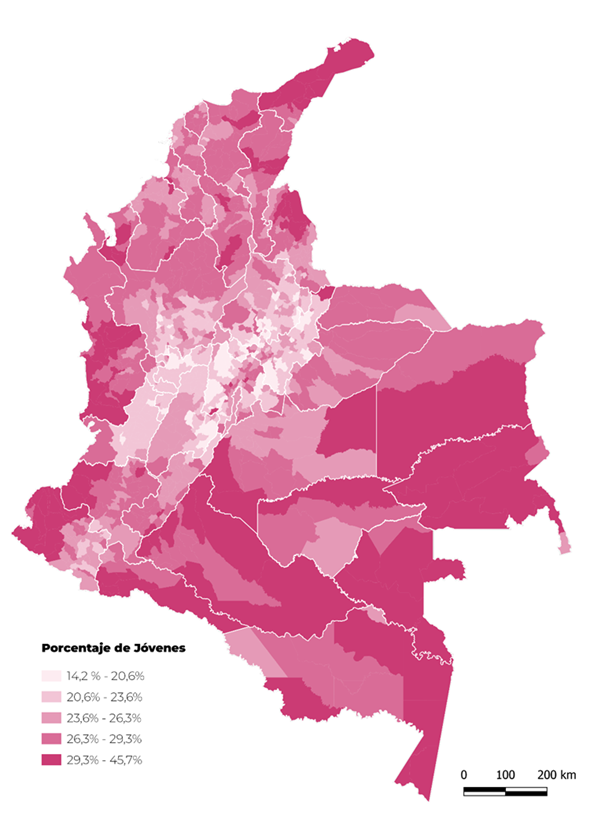 Porcentaje de Jóvenes
14,2 % - 20,6%
20,6% - 23,6%
23,6% - 26,3%
26,3% - 29,3%
29,3% - 45,7%
0 100 200 km